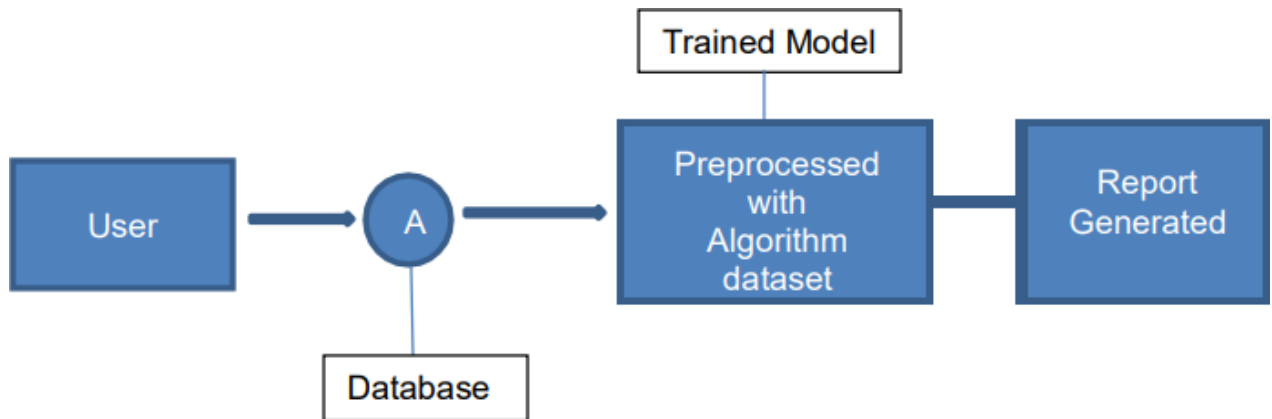 Trained Model
User
A
Preprocessed
with
Algorithm
dataset
Report
Generated
Database